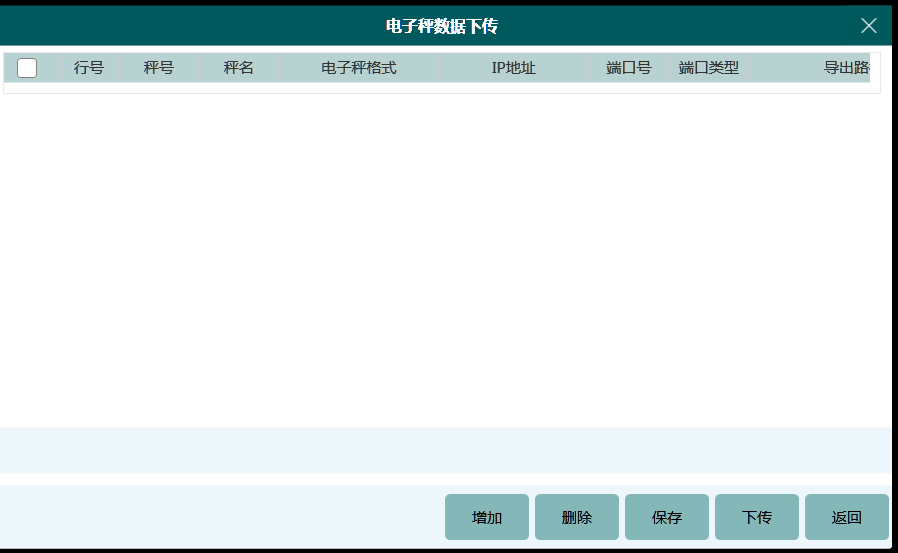 电子秤数据下传
行号 秤号 秤名 电子秤格式 IP地址 端口号 端口类型 导出路
增加 删除 保存 下传 返回